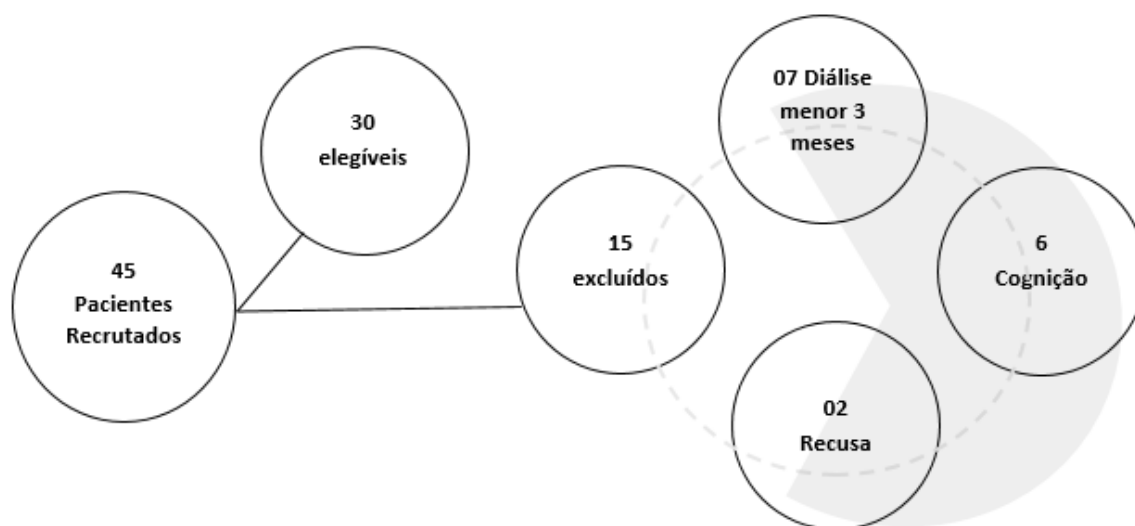 45
Pacientes
Recrutados
30
elegíveis
15
excluídos
07 Diálise
menor 3
meses
6
Cognição
02
Recusa